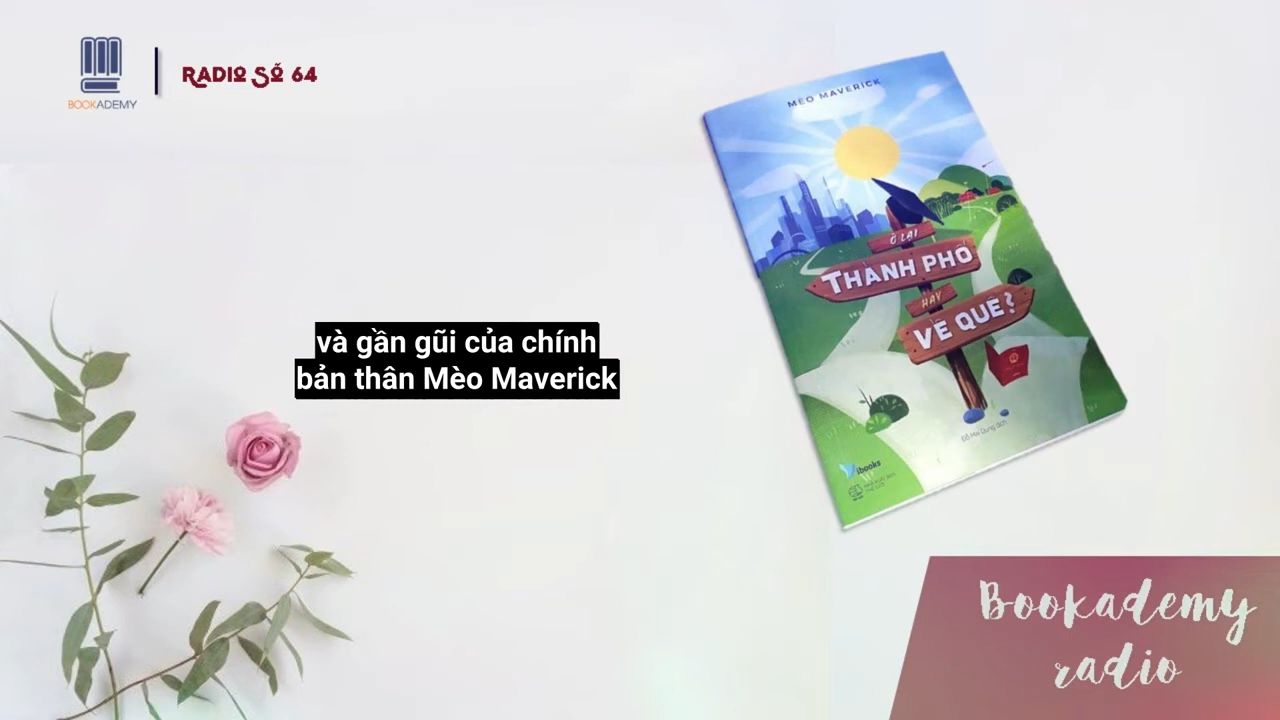 BOOKADEMY
RADIO SỐ 64
MÈO MAVERICK
Ở LẠI
THÀNH PHỐ
HAY
VỀ QUÊ?
và gần gũi của chính
bản thân Mèo Maverick
ibooks
Bookademy
radio